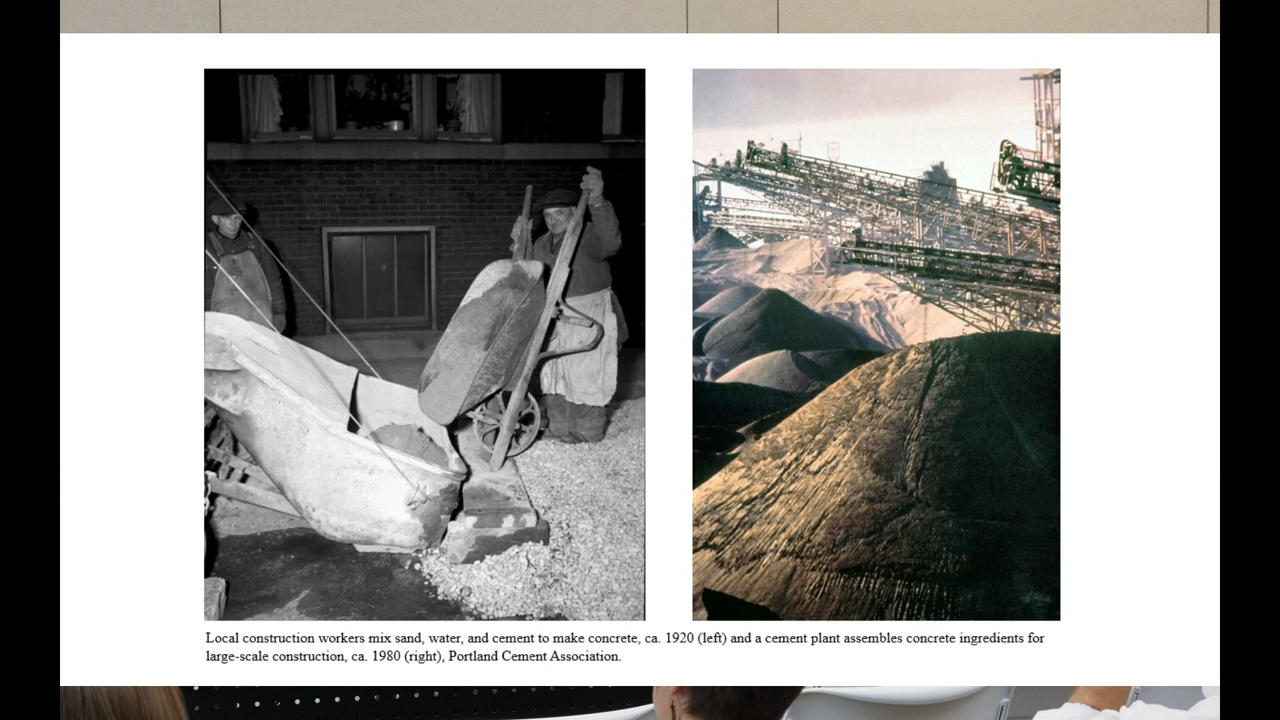 Local construction workers mix sand, water, and cement to make concrete, ca. 1920 (left) and a cement plant assembles concrete ingredients for
large-scale construction, ca. 1980 (right), Portland Cement Association.